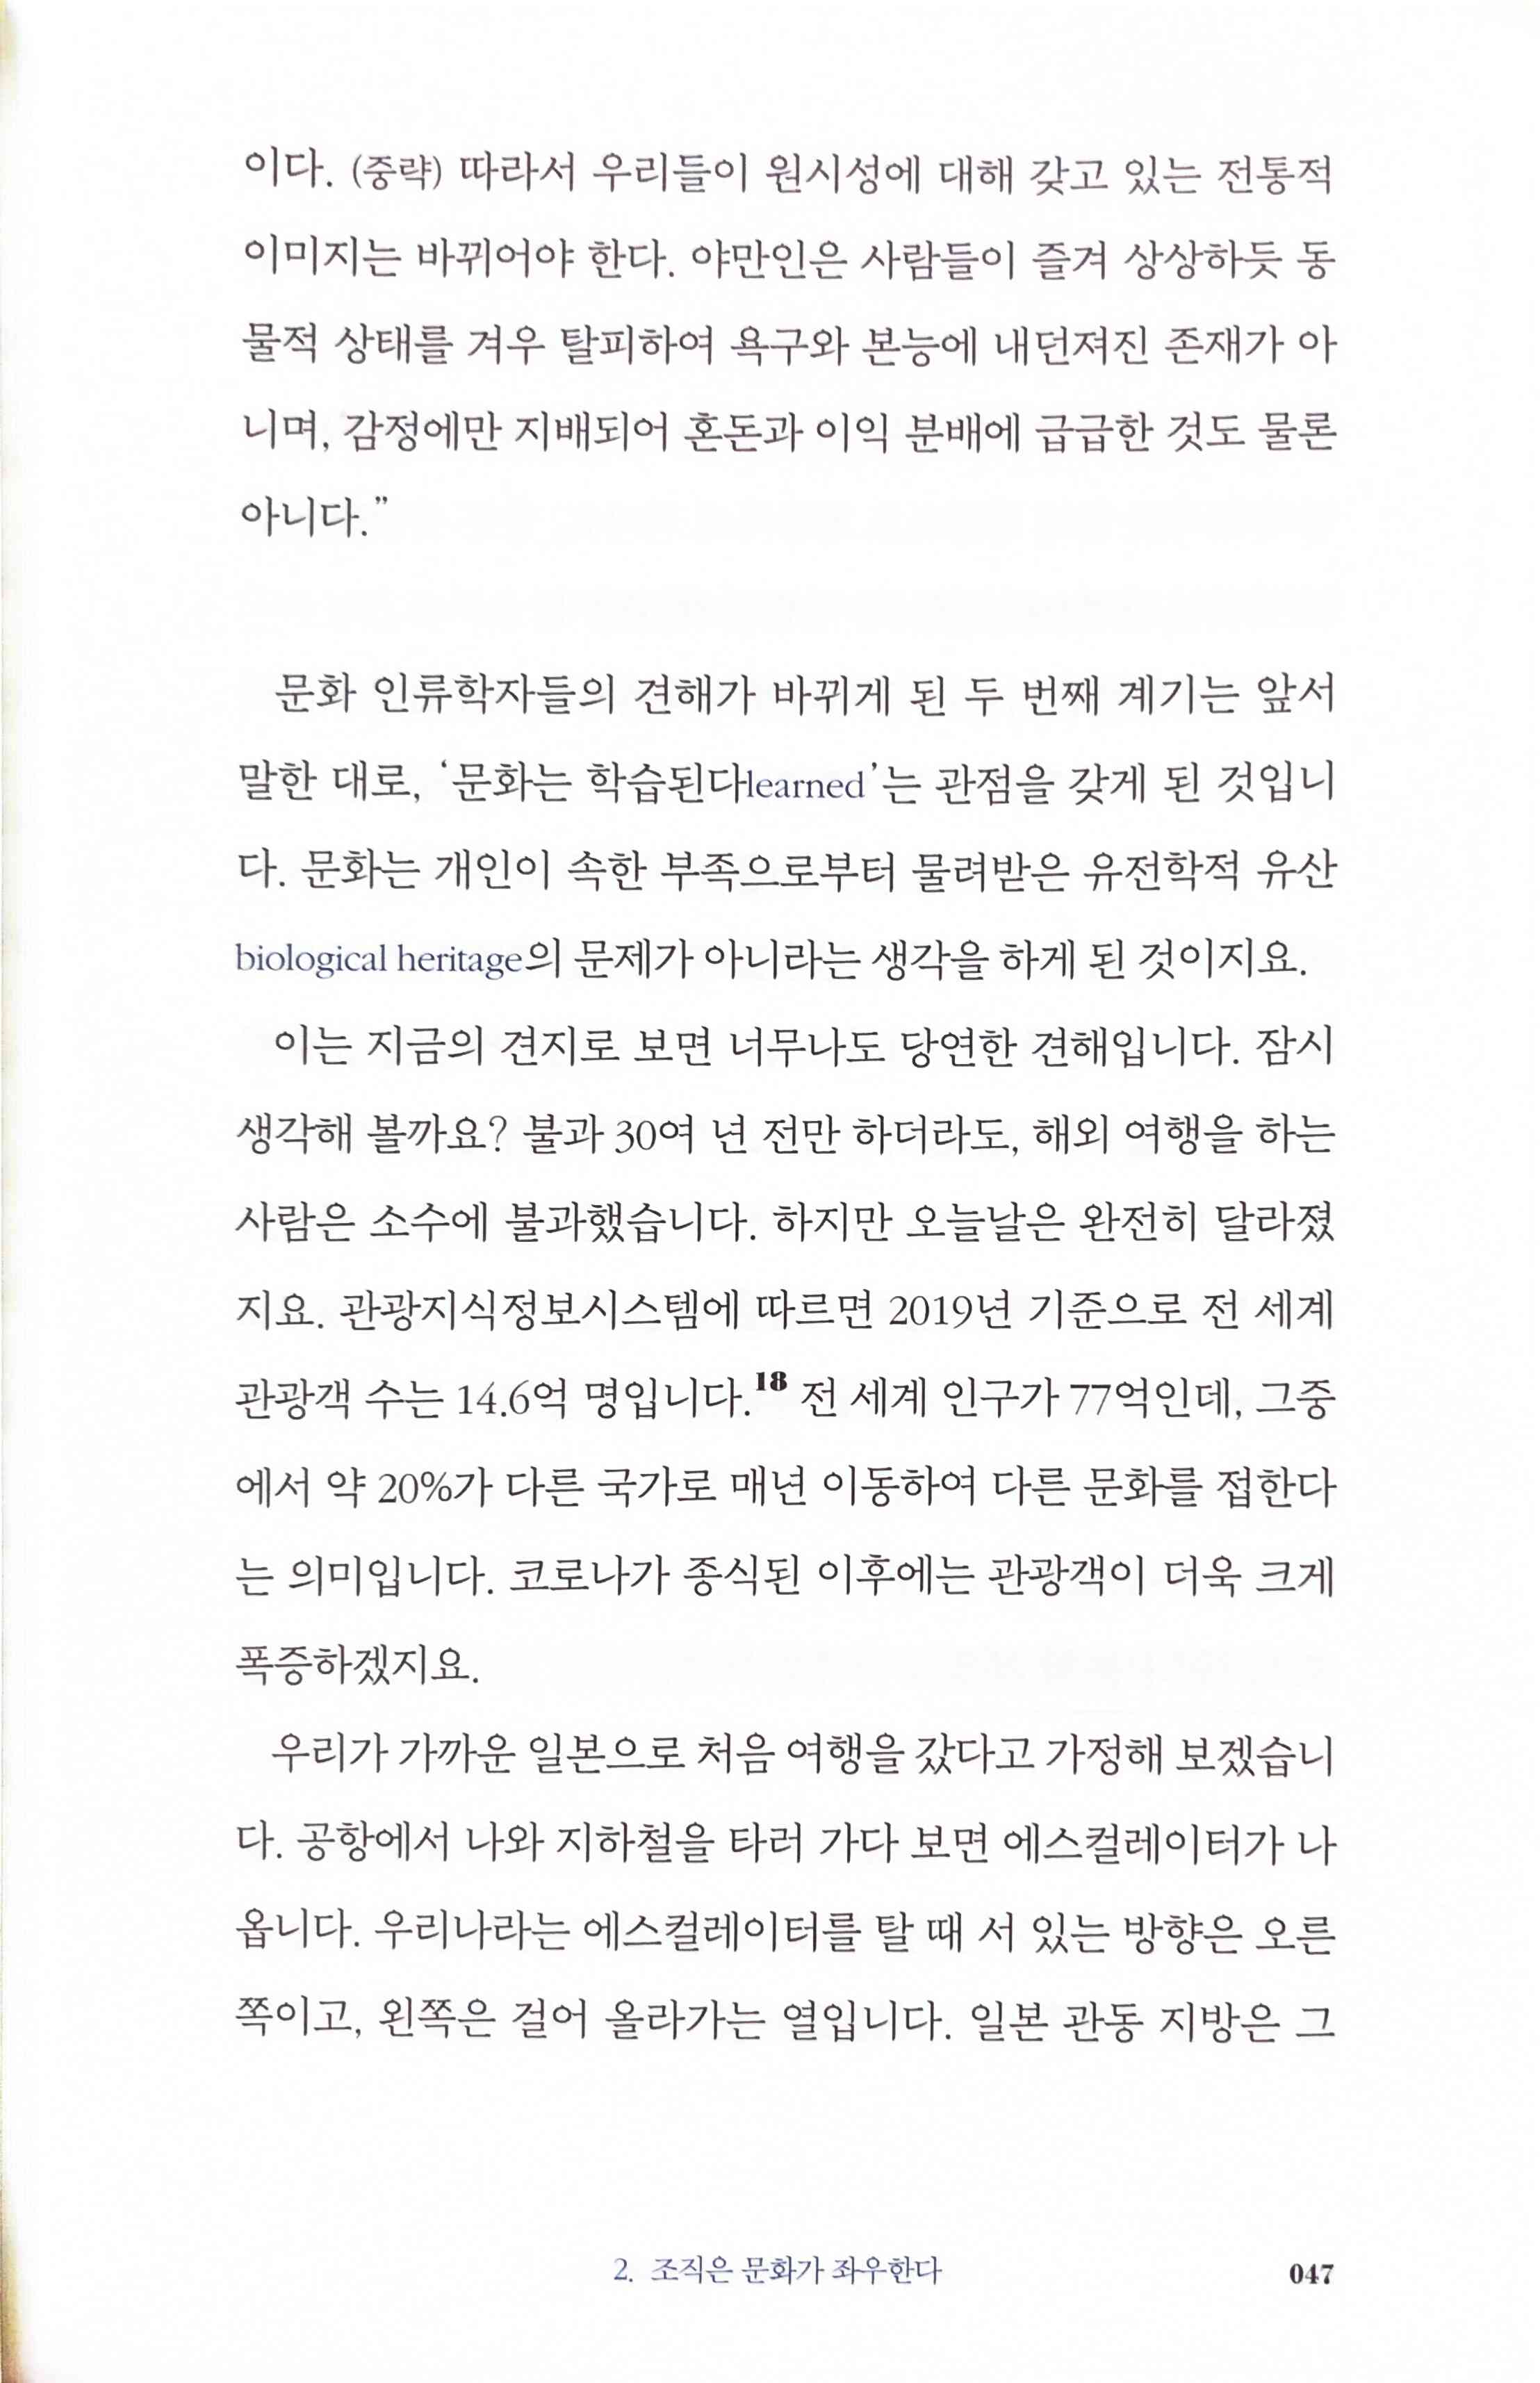 이다. (중략) 따라서 우리들이 원시성에 대해 갖고 있는 전통적
이미지는 바뀌어야 한다. 야만인은 사람들이 즐겨 상상하듯 동
물적 상태를 겨우 탈피하여 욕구와 본능에 내던져진 존재가 아
니며, 감정에만 지배되어 혼돈과 이익 분배에 급급한 것도 물론
아니다.”
문화 인류학자들의 견해가 바뀌게 된 두 번째 계기는 앞서
말한 대로, ‘문화는 학습된다learned’는 관점을 갖게 된 것입니
다. 문화는 개인이 속한 부족으로부터 물려받은 유전학적 유산
biological heritage의 문제가 아니라는 생각을 하게 된 것이지요.
이는 지금의 견지로 보면 너무나도 당연한 견해입니다. 잠시
생각해 볼까요? 불과 30여 년 전만 하더라도, 해외 여행을 하는
사람은 소수에 불과했습니다. 하지만 오늘날은 완전히 달라졌
지요. 관광지식정보시스템에 따르면 2019년 기준으로 전 세계
관광객 수는 14.6억 명입니다.18 전 세계 인구가 77억인데, 그중
에서 약 20%가 다른 국가로 매년 이동하여 다른 문화를 접한다
는 의미입니다. 코로나가 종식된 이후에는 관광객이 더욱 크게
폭증하겠지요.
우리가 가까운 일본으로 처음 여행을 갔다고 가정해 보겠습니
다. 공항에서 나와 지하철을 타러 가다 보면 에스컬레이터가 나
옵니다. 우리나라는 에스컬레이터를 탈 때 서 있는 방향은 오른
쪽이고, 왼쪽은 걸어 올라가는 열입니다. 일본 관동 지방은 그
2. 조직은 문화가 좌우한다
047